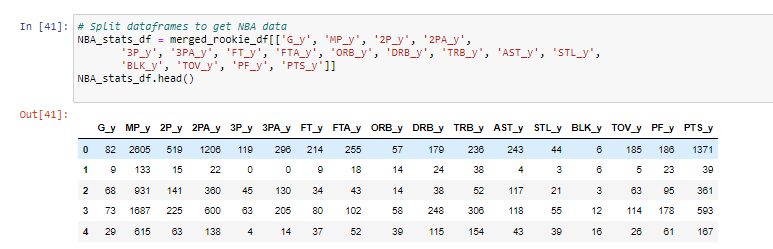 In [41]: # Split dataframes to get NBA data
NBA_stats_df = merged_rookie_df[['G_y', 'MP_y', '2P_y', '2PA_y',
'3P_y', '3PA_y', 'FT_y', 'FTA_y', 'ORB_y', 'DRB_y', 'TRB_y', 'AST_y', 'STL_y',
'BLK_y', 'TOV_y', 'PF_y', 'PTS_y']]
NBA_stats_df.head()
Out[41]:
G_y MP_y 2P_y 2PA_y 3P_y 3PA_y FT_y FTA_y ORB_y DRB_y TRB_y AST_y STL_y BLK_y TOV_y PF_y PTS_y
0 82 2605 519 1206 119 296 214 255 57 179 236 243 44 6 185 186 1371
1 9 133 15 22 0 0 9 18 14 24 38 4 3 6 5 23 39
2 68 931 141 360 45 130 34 43 14 38 52 117 21 3 63 95 361
3 73 1687 225 600 63 205 80 102 58 248 306 118 55 12 114 178 593
4 29 615 63 138 4 14 37 52 39 115 154 43 39 16 26 61 167